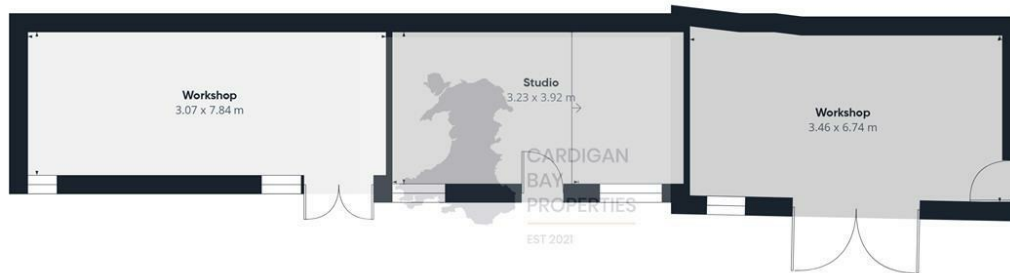 Workshop
3.07 x 7.84 m
Studio
3.23 x 3.92 m
Workshop
3.46 x 6.74 m
CARDIGAN
BAY
PROPERTIES
EST 2021